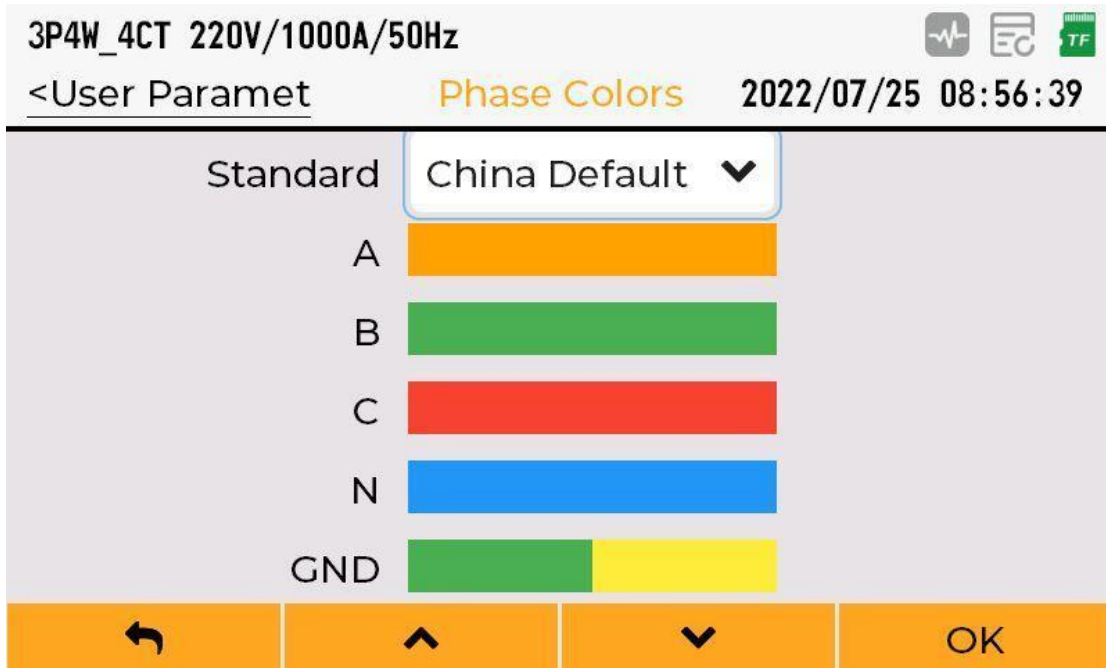 3P4W_4CT 220V/1000A/50Hz
TF
<User Paramet Phase Colors 2022/07/25 08:56:39
Standard China Default
A
B
C
N
GND
OK